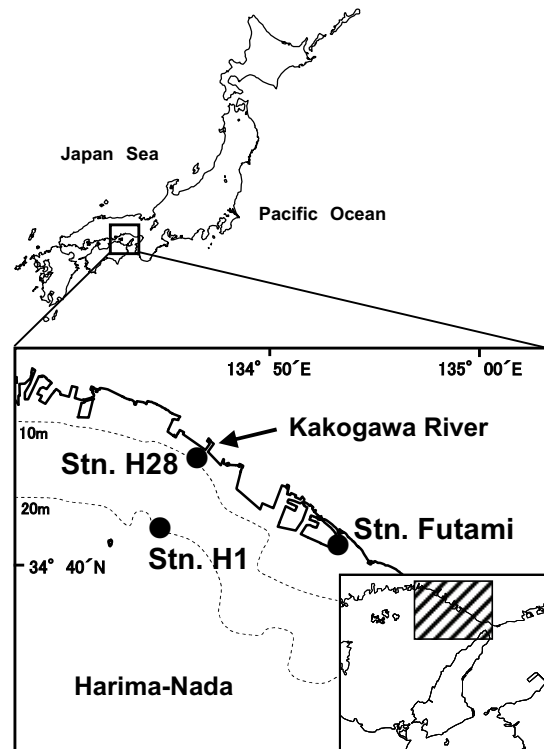 Japan Sea
Pacific Ocean
134° 50´E
135° 00´E
10m
Kakogawa River
Stn. H28
20m
Stn. Futami
Stn. H1
34° 40´N
Harima-Nada